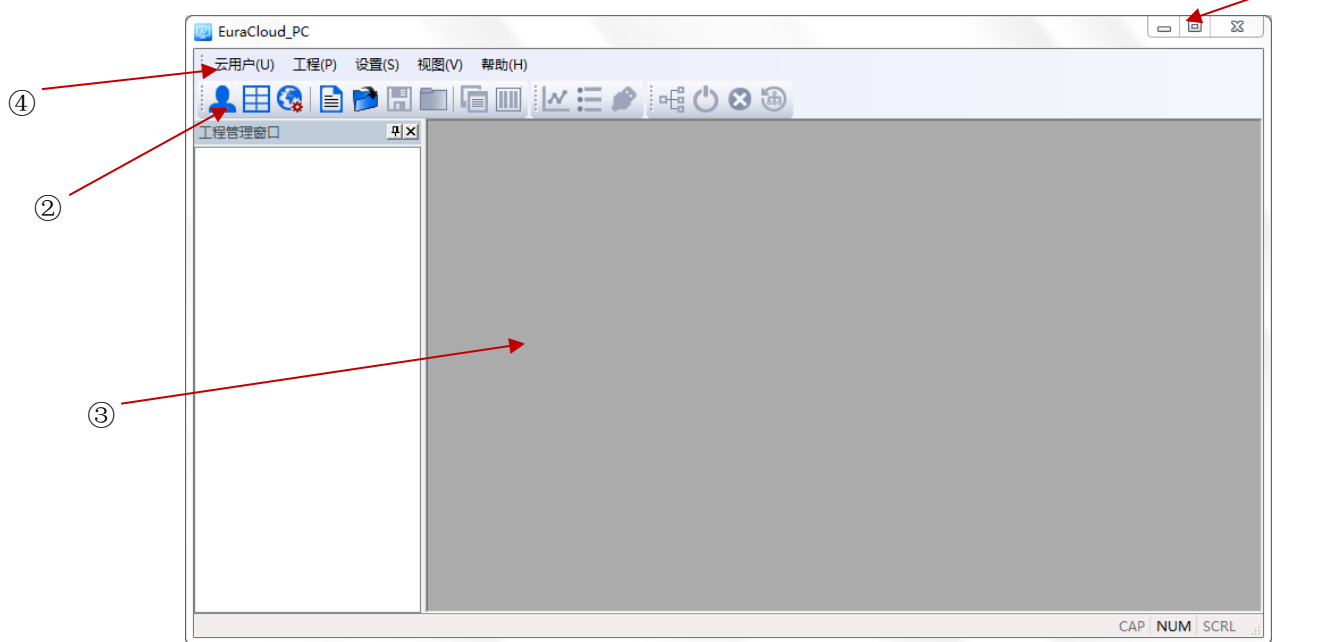 EuraCloud_PC
云用户(U) 工程(P) 设置(S) 视图(V) 帮助(H)
④
工程管理窗口
②
③
CAP NUM SCRL